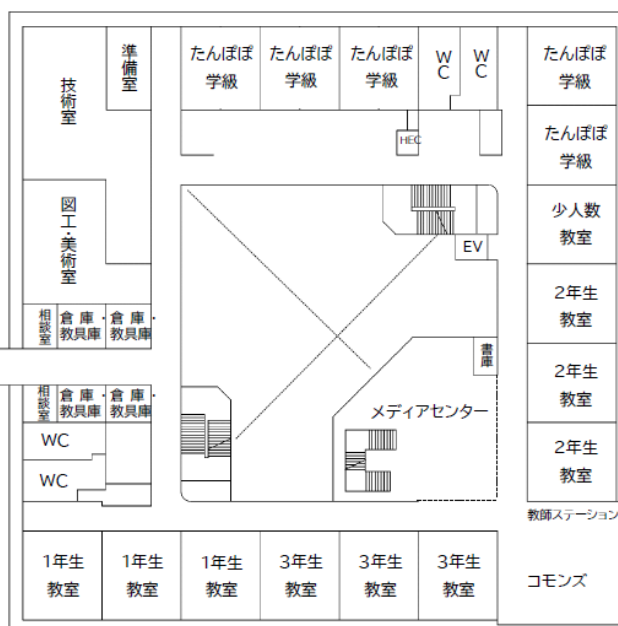 技術室
準備室
たんぽぽ
学級
たんぽぽ
学級
たんぽぽ
学級
WC
WC
たんぽぽ
学級
HEC
たんぽぽ
学級
図工・美術室
少人数
教室
EV
2年生
教室
相談室
倉庫・
教具庫
倉庫・
教具庫
書庫
2年生
教室
相談室
倉庫・
教具庫
倉庫・
教具庫
メディアセンター
WC
2年生
教室
WC
教師ステーション
1年生
教室
1年生
教室
1年生
教室
3年生
教室
3年生
教室
3年生
教室
コモンズ